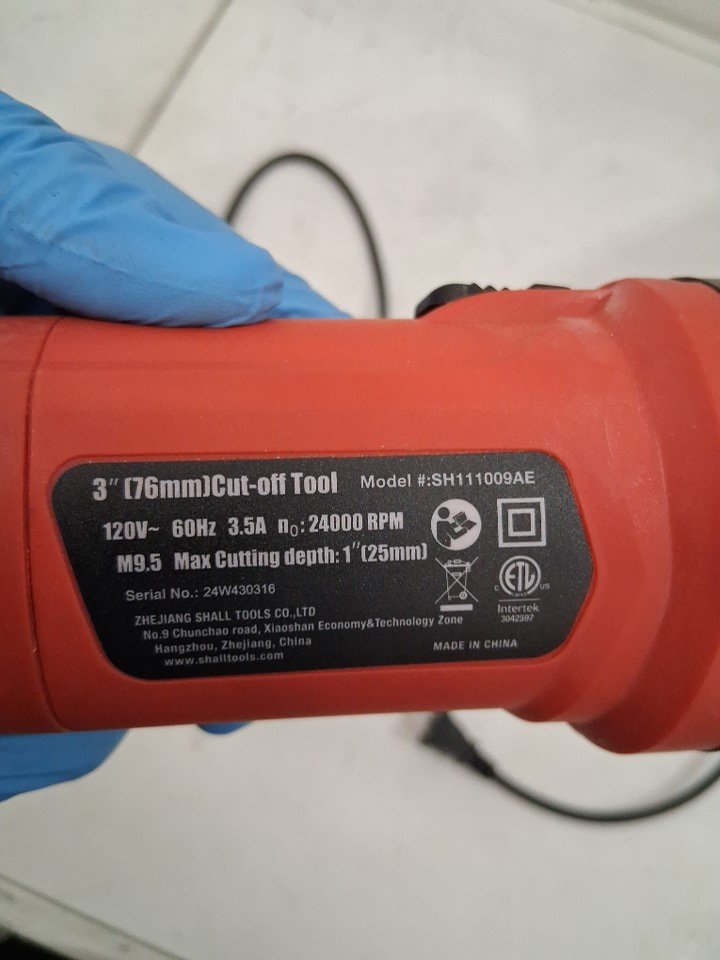 3" (76mm)Cut-off Tool Model #:SH111009AE
120V~ 60Hz 3.5A n₀: 24000 RPM
M9.5 Max Cutting depth: 1"(25mm)
Serial No.: 24W430316
ZHEJIANG SHALL TOOLS CO.,LTD
No.9 Chunchao road, Xiaoshan Economy&Technology Zone
Hangzhou, Zhejiang, China
www.shalltools.com
C ETL US
Intertek
3042597
MADE IN CHINA